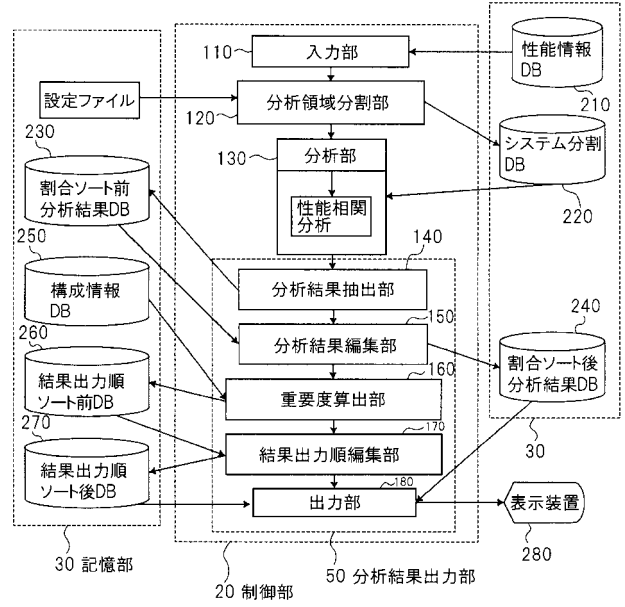 110
入力部
性能情報
DB
210
設定ファイル
120
分析領域分割部
230
割合ソート前
分析結果DB
130
分析部
性能相関
分析
システム分割
DB
220
250
構成情報
DB
140
分析結果抽出部
150
分析結果編集部
240
割合ソート後
分析結果DB
260
結果出力順
ソート前DB
160
重要度算出部
270
結果出力順
ソート後DB
170
結果出力順編集部
180
出力部
30
表示装置
280
30 記憶部
50 分析結果出力部
20 制御部